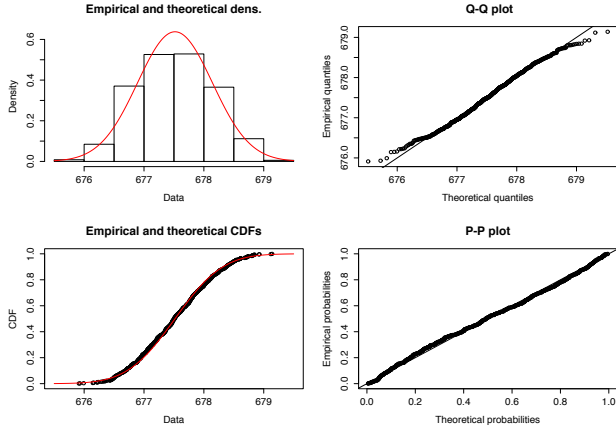 Empirical and theoretical dens.
Density
0.0 0.2 0.4 0.6
676 677 678 679
Data
Q-Q plot
Empirical quantiles
676.0 677.0 678.0 679.0
676 677 678 679
Theoretical quantiles
Empirical and theoretical CDFs
CDF
0.0 0.2 0.4 0.6 0.8 1.0
676 677 678 679
Data
P-P plot
Empirical probabilities
0.0 0.2 0.4 0.6 0.8 1.0
0.0 0.2 0.4 0.6 0.8 1.0
Theoretical probabilities